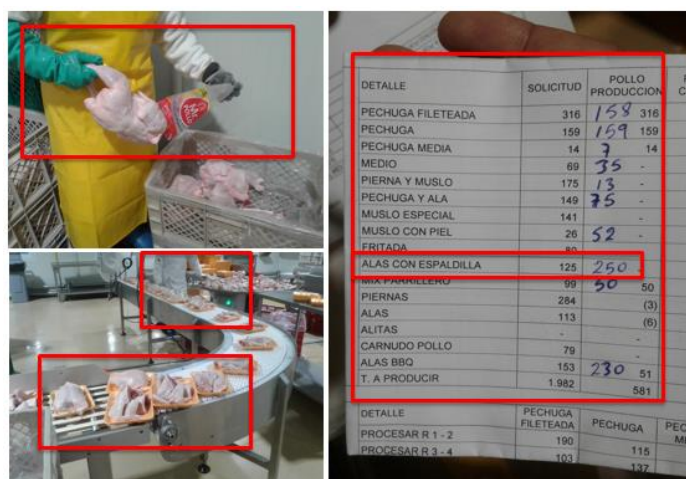 POLLO
DETALLE SOLICITUD POLLO PRODUCCION
PECHUGA FILETEADA 316 158 316
PECHUGA 159 159 159
PECHUGA MEDIA 14 7 14
MEDIO 69 35 -
PIERNA Y MUSLO 175 13 -
PECHUGA Y ALA 149 75 -
MUSLO ESPECIAL 141 -
MUSLO CON PIEL 26 52 -
FRITADA 80
ALAS CON ESPALDILLA 125 250
MIX PARRILLERO 99 50 50
PIERNAS 284 (3)
ALAS 113 (6)
ALITAS - -
CARNUDO POLLO 79 -
ALAS BBQ 153 230 51
T. A PRODUCIR 1.982 581
DETALLE PECHUGA FILETEADA PECHUGA
PROCESAR R 1 - 2 190 115
PROCESAR R 3 - 4 103 137